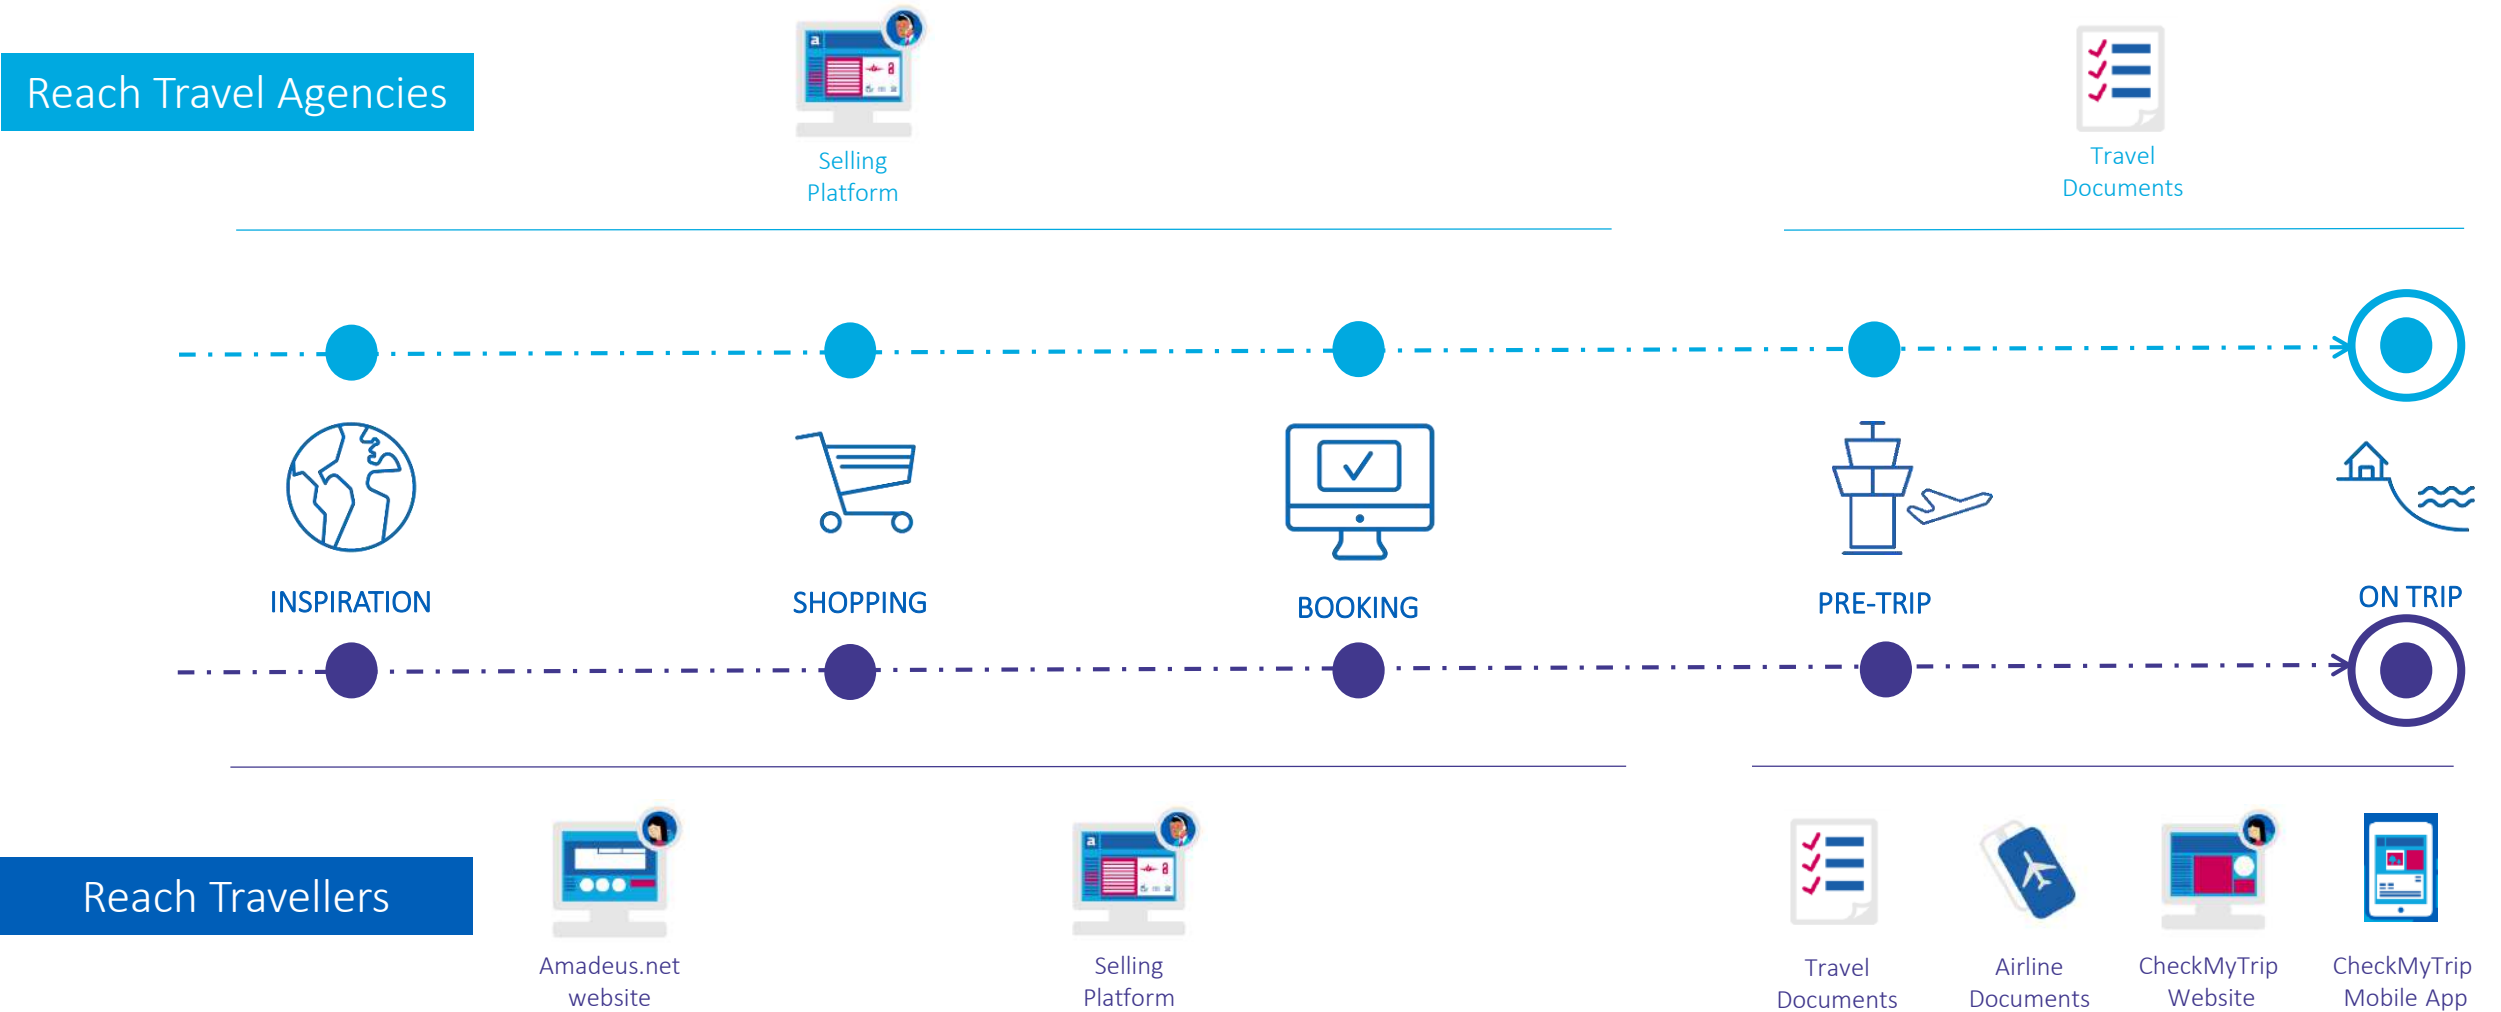 Reach Travel Agencies
Selling
Platform
Travel
Documents
INSPIRATION
SHOPPING
BOOKING
PRE-TRIP
ON TRIP
Reach Travellers
Amadeus.net
website
Selling
Platform
Travel
Documents
Airline
Documents
CheckMyTrip
Website
CheckMyTrip
Mobile App